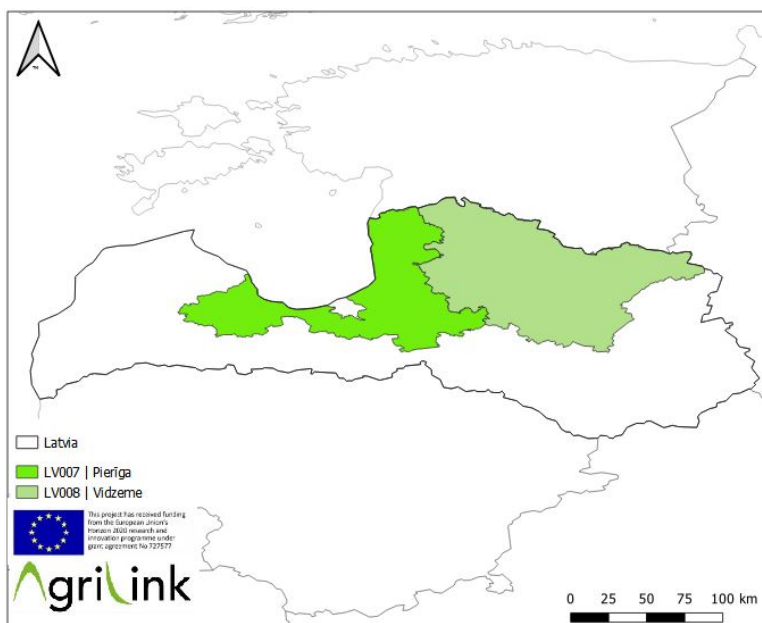 Latvia
LV007 | Pierīga
LV008 | Vidzeme
This project has received funding
from the European Union's
Horizon 2020 research and
innovation programme under
grant agreement No 727577
AgriLink
0 25 50 75 100 km